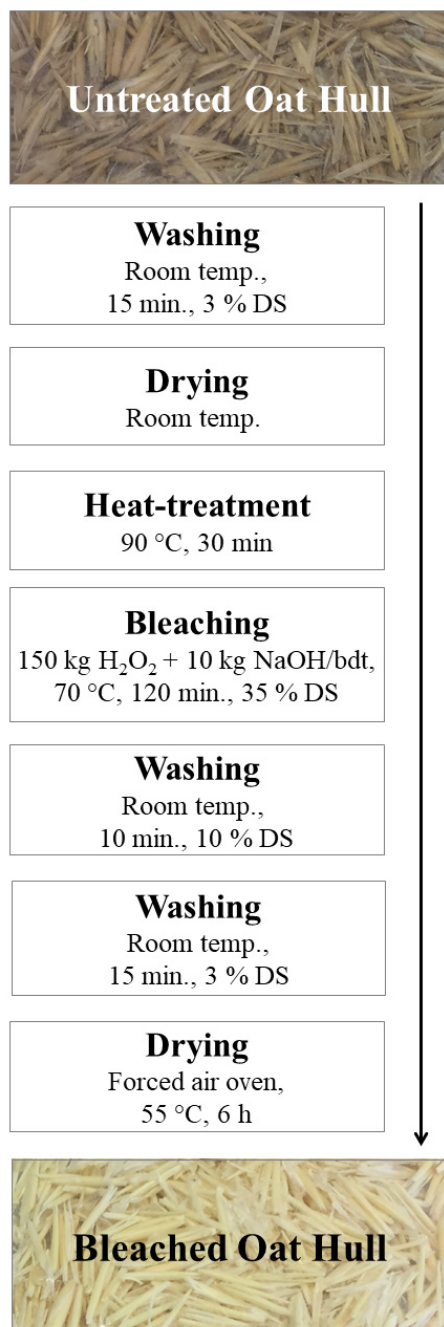 Untreated Oat Hull
Washing
Room temp.,
15 min., 3 % DS
Drying
Room temp.
Heat-treatment
90 °C, 30 min
Bleaching
150 kg H₂O₂ + 10 kg NaOH/bdt,
70 °C, 120 min., 35 % DS
Washing
Room temp.,
10 min., 10 % DS
Washing
Room temp.,
15 min., 3 % DS
Drying
Forced air oven,
55 °C, 6 h
Bleached Oat Hull